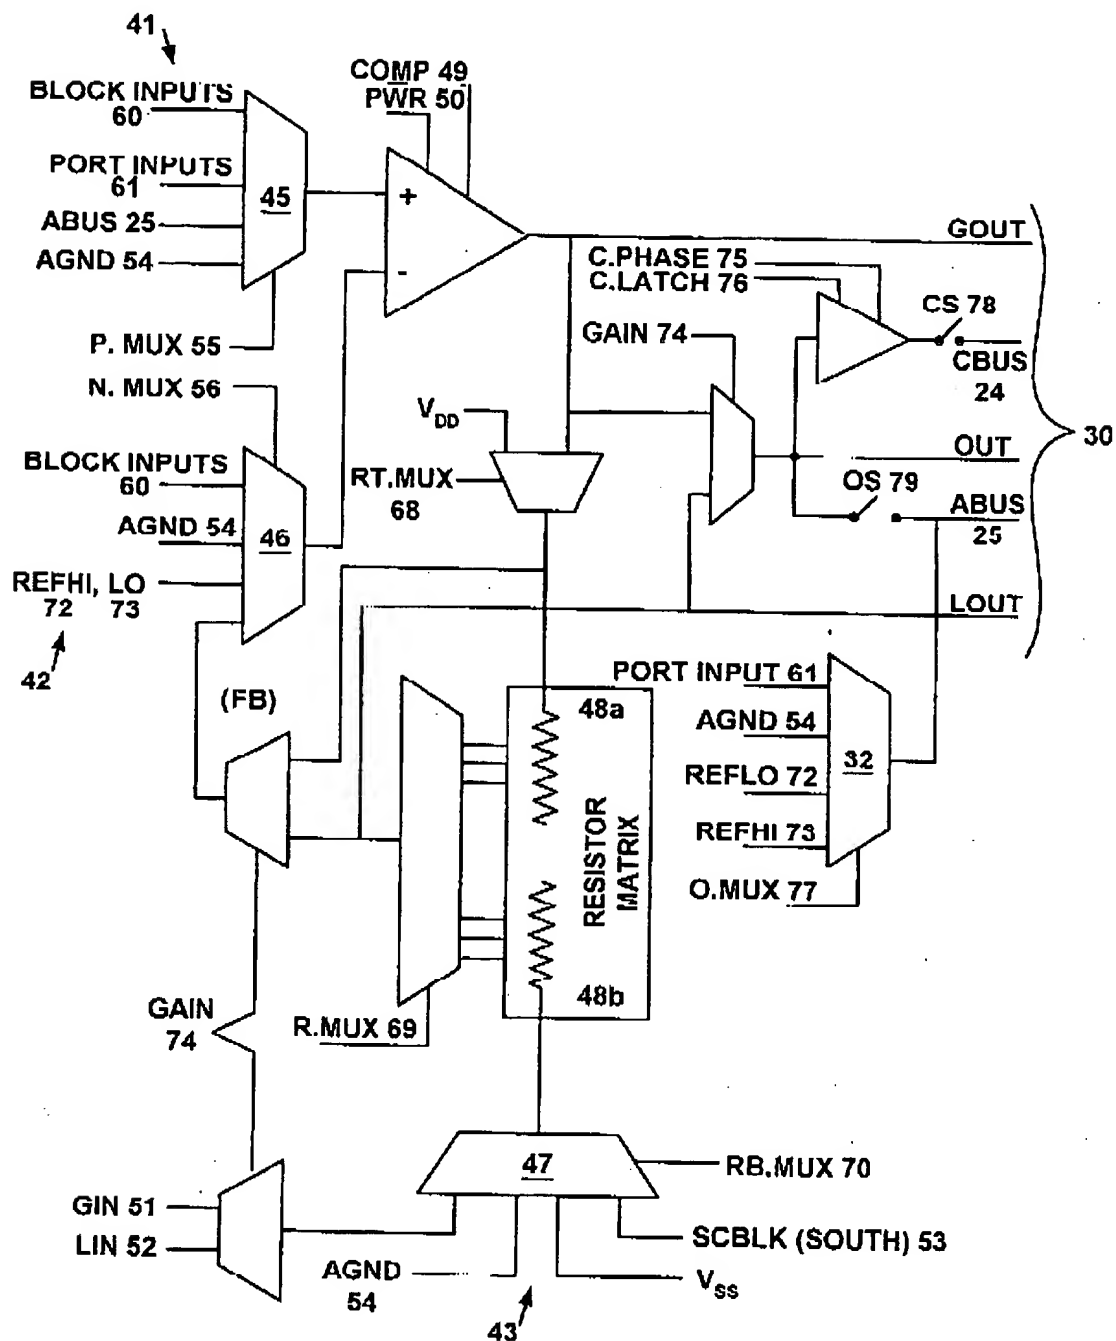 41
BLOCK INPUTS
60
PORT INPUTS
61
ABUS 25
AGND 54
45
P. MUX 55
N. MUX 56
COMP 49
PWR 50
+
-
GOUT
C.PHASE 75
C.LATCH 76
CS 78
CBUS
24
GAIN 74
30
V_DD
RT.MUX
68
OUT
OS 79
ABUS
25
BLOCK INPUTS
60
AGND 54
46
REFHI, LO
72 73
42
LOUT
(FB)
PORT INPUT 61
AGND 54
REFLO 72
REFHI 73
32
O.MUX 77
48a
RESISTOR
MATRIX
48b
R.MUX 69
GAIN
74
47
RB.MUX 70
GIN 51
LIN 52
SCBLK (SOUTH) 53
AGND
54
V_SS
43